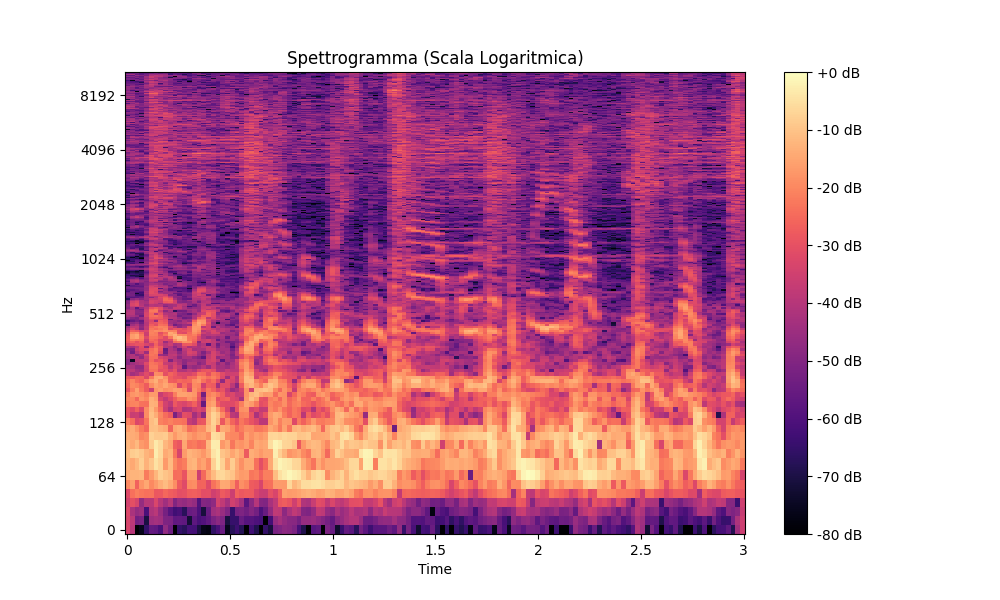 Spettrogramma (Scala Logaritmica)
8192
4096
2048
1024
512
256
128
64
0
Hz
0
0.5
1
1.5
2
2.5
3
Time
+0 dB
-10 dB
-20 dB
-30 dB
-40 dB
-50 dB
-60 dB
-70 dB
-80 dB